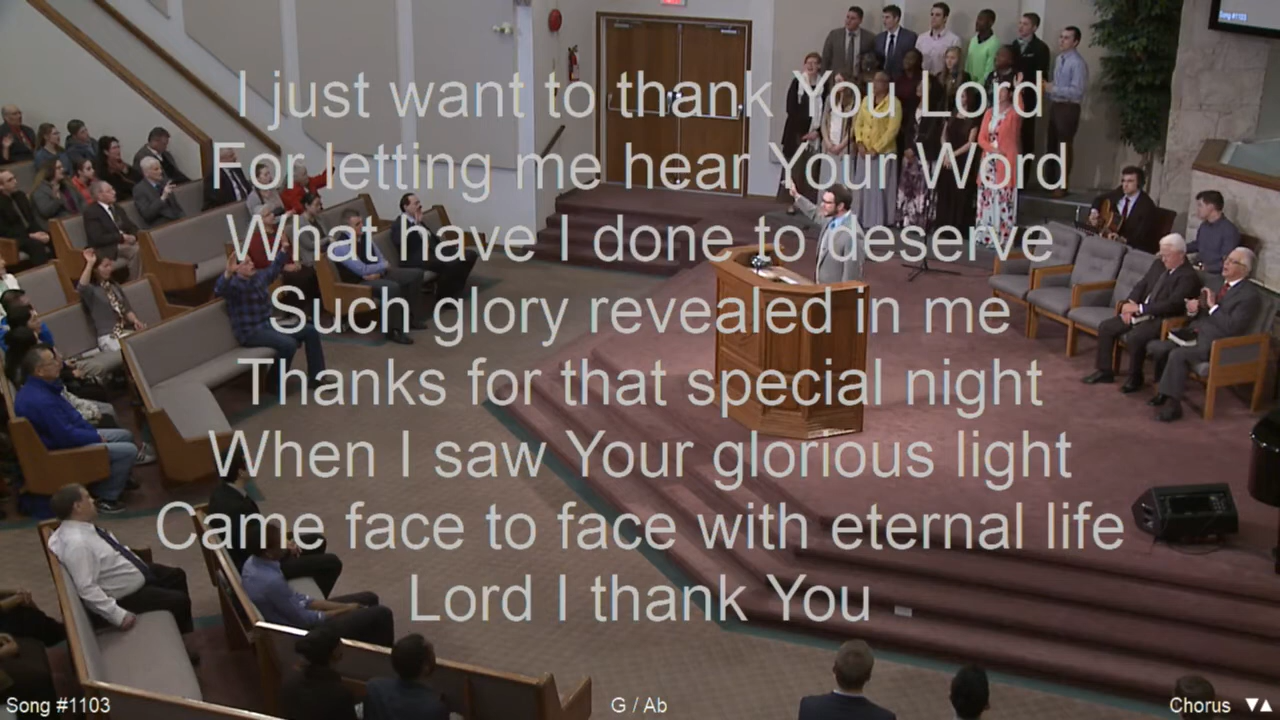 Song #1103
I just want to thank You Lord
For letting me hear Your Word
What have I done to deserve
Such glory revealed in me
Thanks for that special night
When I saw Your glorious light
Came face to face with eternal life
Lord I thank You
Song #1103
G / Ab
Chorus ▼▲